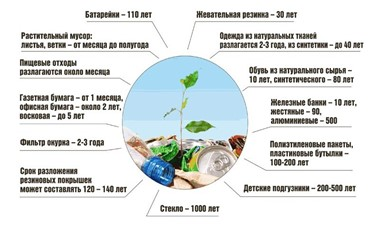 Батарейки – 110 лет
Растительный мусор:
листья, ветки – от месяца до полугода
Пищевые отходы
разлагаются около месяца
Газетная бумага – от 1 месяца,
офисная бумага – около 2 лет,
восковая – до 5 лет
Фильтр окурка – 2-3 года
Срок разложения
резиновых покрышек
может составлять 120 – 140 лет
Стекло – 1000 лет
Жевательная резинка – 30 лет
Одежда из натуральных тканей
разлагается 2-3 года, из синтетики – до 40 лет
Обувь из натурального сырья –
10 лет, синтетического – 80 лет
Железные банки – 10 лет,
жестяные – 90,
алюминиевые – 500
Полиэтиленовые пакеты,
пластиковые бутылки –
100-200 лет
Детские подгузники – 200-500 лет